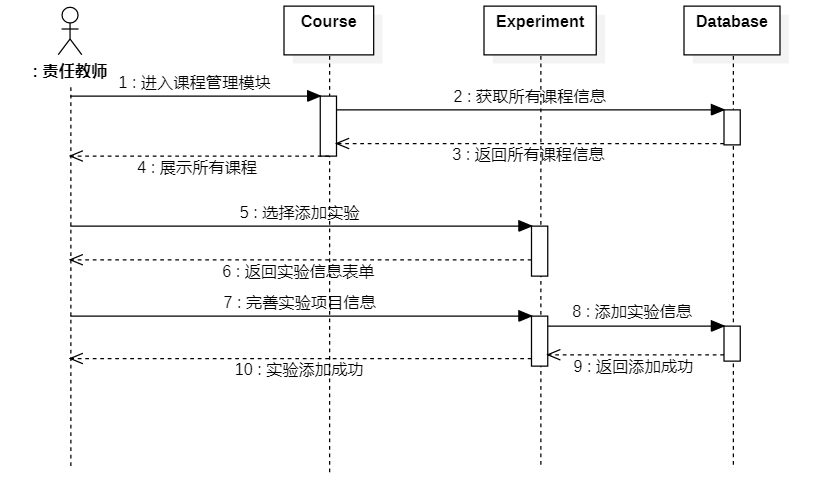 Course
Experiment
Database
: 责任教师
1 : 进入课程管理模块
2 : 获取所有课程信息
3 : 返回所有课程信息
4 : 展示所有课程
5 : 选择添加实验
6 : 返回实验信息表单
7 : 完善实验项目信息
8 : 添加实验信息
9 : 返回添加成功
10 : 实验添加成功